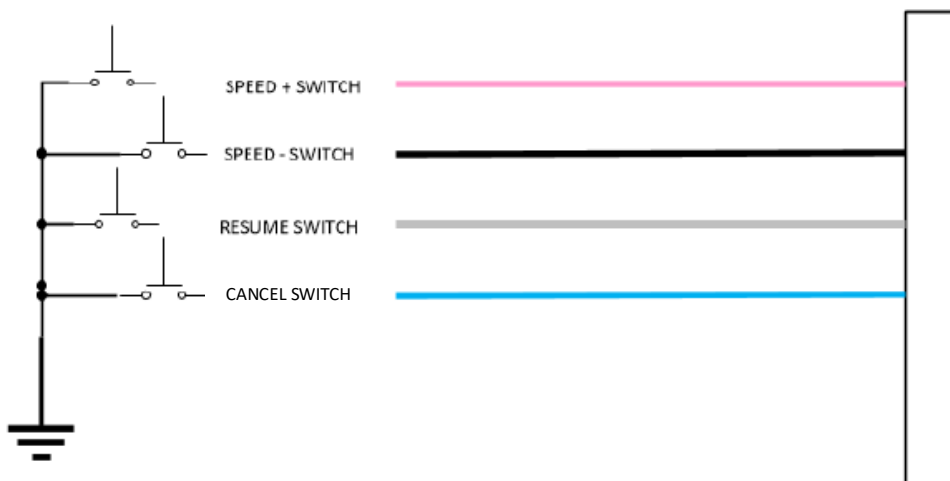 SPEED + SWITCH
SPEED - SWITCH
RESUME SWITCH
CANCEL SWITCH